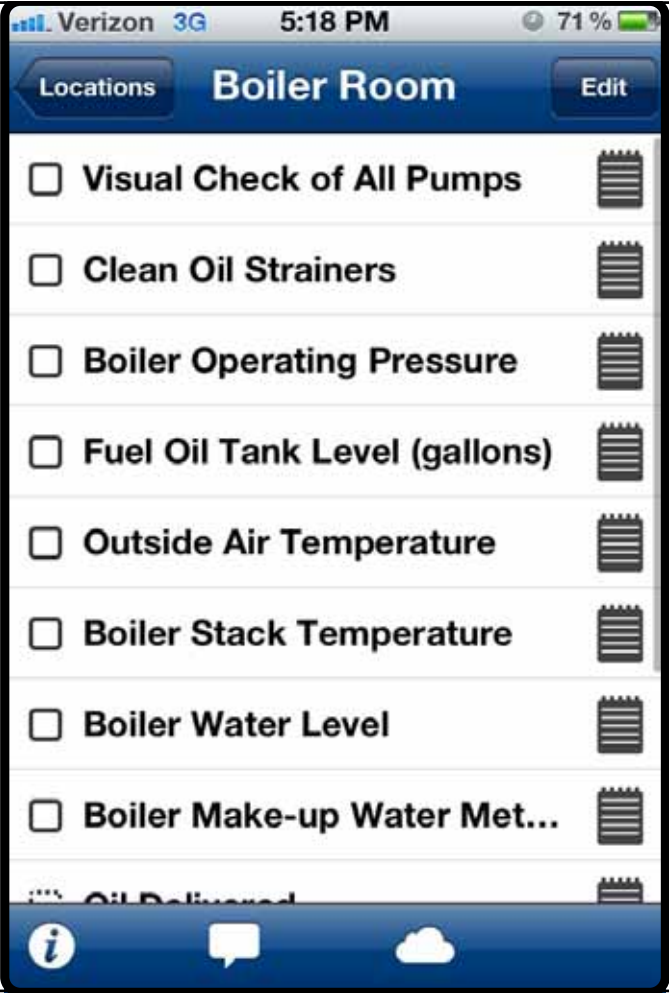 Verizon 3G 5:18 PM 71 %
Locations Boiler Room Edit
Visual Check of All Pumps
Clean Oil Strainers
Boiler Operating Pressure
Fuel Oil Tank Level (gallons)
Outside Air Temperature
Boiler Stack Temperature
Boiler Water Level
Boiler Make-up Water Met...
Oil Delivered
i